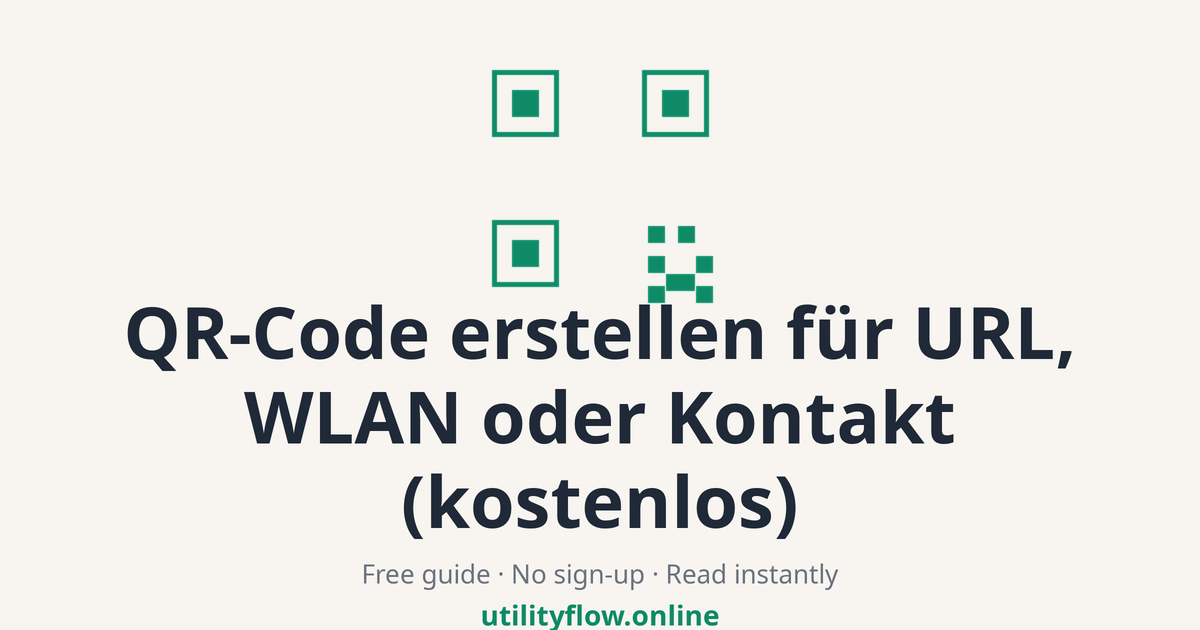 QR-Code erstellen für URL,
WLAN oder Kontakt
(kostenlos)
Free guide · No sign-up · Read instantly
utilityflow.online